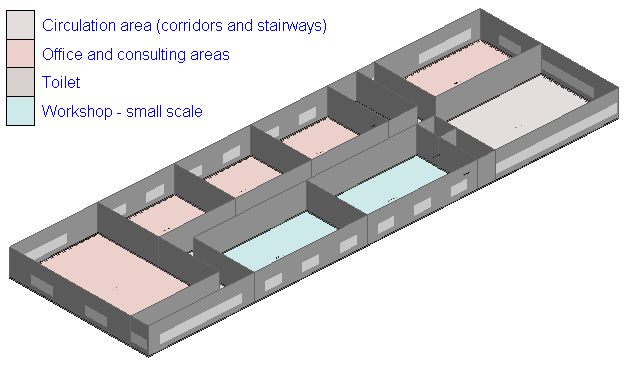 Circulation area (corridors and stairways)
Office and consulting areas
Toilet
Workshop - small scale